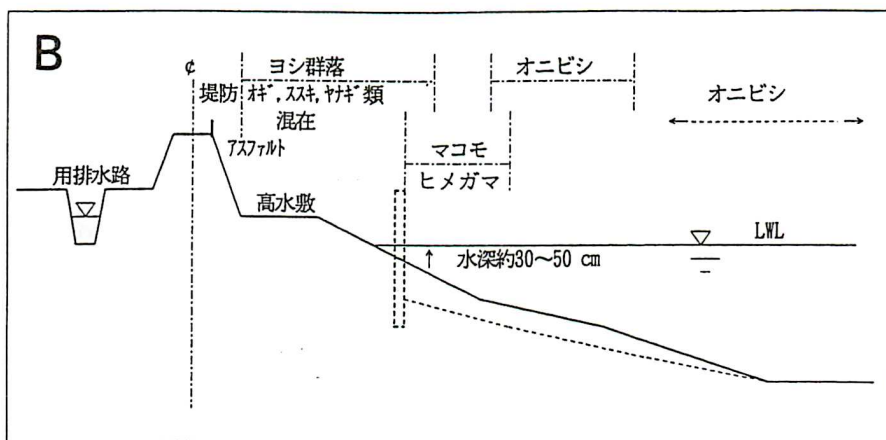 B
℄
ヨシ群落
オニビシ
堤防
オギ,ススキ,ヤナギ類
混在
オニビシ
アスファルト
マコモ
用排水路
ヒメガマ
高水敷
LWL
水深約30～50 cm